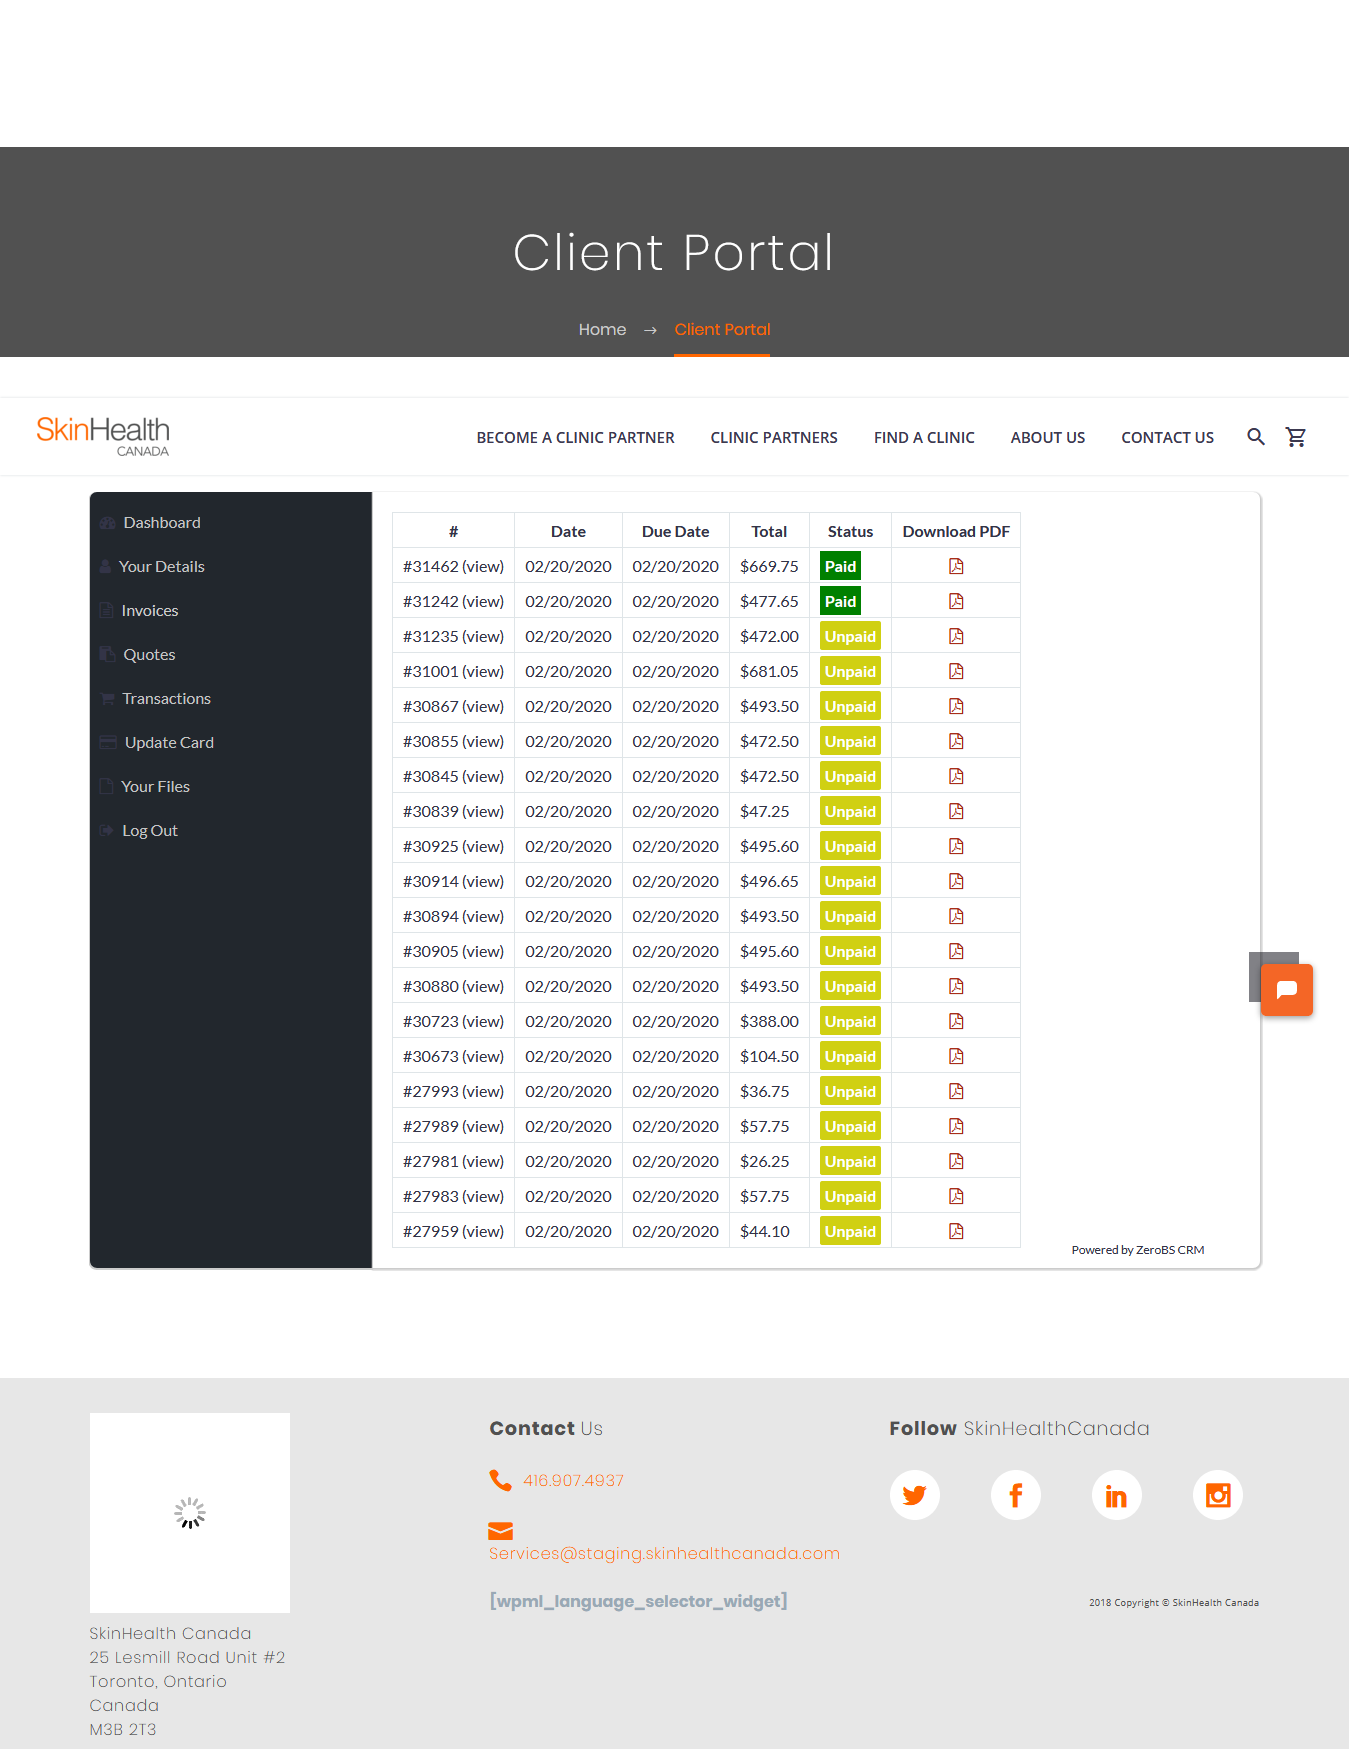 Client Portal
Home → Client Portal
SkinHealth
CANADA
BECOME A CLINIC PARTNER CLINIC PARTNERS FIND A CLINIC ABOUT US CONTACT US
Dashboard
Your Details
Invoices
Quotes
Transactions
Update Card
Your Files
Log Out
# Date Due Date Total Status Download PDF
#31462 (view) 02/20/2020 02/20/2020 $669.75 Paid
#31242 (view) 02/20/2020 02/20/2020 $477.65 Paid
#31235 (view) 02/20/2020 02/20/2020 $472.00 Unpaid
#31001 (view) 02/20/2020 02/20/2020 $681.05 Unpaid
#30867 (view) 02/20/2020 02/20/2020 $493.50 Unpaid
#30855 (view) 02/20/2020 02/20/2020 $472.50 Unpaid
#30845 (view) 02/20/2020 02/20/2020 $472.50 Unpaid
#30839 (view) 02/20/2020 02/20/2020 $47.25 Unpaid
#30925 (view) 02/20/2020 02/20/2020 $495.60 Unpaid
#30914 (view) 02/20/2020 02/20/2020 $496.65 Unpaid
#30894 (view) 02/20/2020 02/20/2020 $493.50 Unpaid
#30905 (view) 02/20/2020 02/20/2020 $495.60 Unpaid
#30880 (view) 02/20/2020 02/20/2020 $493.50 Unpaid
#30723 (view) 02/20/2020 02/20/2020 $388.00 Unpaid
#30673 (view) 02/20/2020 02/20/2020 $104.50 Unpaid
#27993 (view) 02/20/2020 02/20/2020 $36.75 Unpaid
#27989 (view) 02/20/2020 02/20/2020 $57.75 Unpaid
#27981 (view) 02/20/2020 02/20/2020 $26.25 Unpaid
#27983 (view) 02/20/2020 02/20/2020 $57.75 Unpaid
#27959 (view) 02/20/2020 02/20/2020 $44.10 Unpaid
Powered by ZeroBS CRM
SkinHealth Canada
25 Lesmill Road Unit #2
Toronto, Ontario
Canada
M3B 2T3
Contact Us
416.907.4937
Services@staging.skinhealthcanada.com
[wpml_language_selector_widget]
Follow SkinHealthCanada
2018 Copyright © SkinHealth Canada